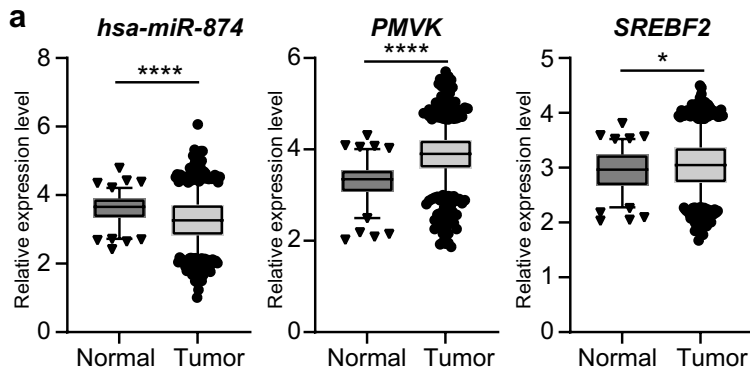 a
hsa-miR-874
PMVK
SREBF2
****
****
*
Relative expression level
8
6
4
2
0
Normal Tumor
Relative expression level
6
4
2
0
Normal Tumor
Relative expression level
5
4
3
2
1
0
Normal Tumor